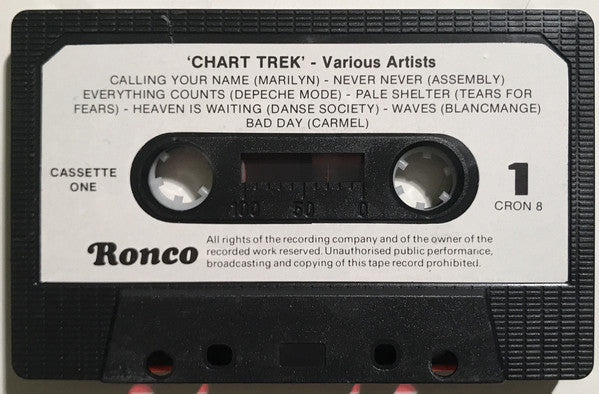 'CHART TREK' - Various Artists
CALLING YOUR NAME (MARILYN) - NEVER NEVER (ASSEMBLY)
EVERYTHING COUNTS (DEPECHE MODE) - PALE SHELTER (TEARS FOR
FEARS) - HEAVEN IS WAITING (DANSE SOCIETY) - WAVES (BLANCMANGE)
BAD DAY (CARMEL)
CASSETTE
ONE
100 50 0
1
CRON 8
Ronco
All rights of the recording company and of the owner of the
recorded work reserved. Unauthorised public performance,
broadcasting and copying of this tape record prohibited.